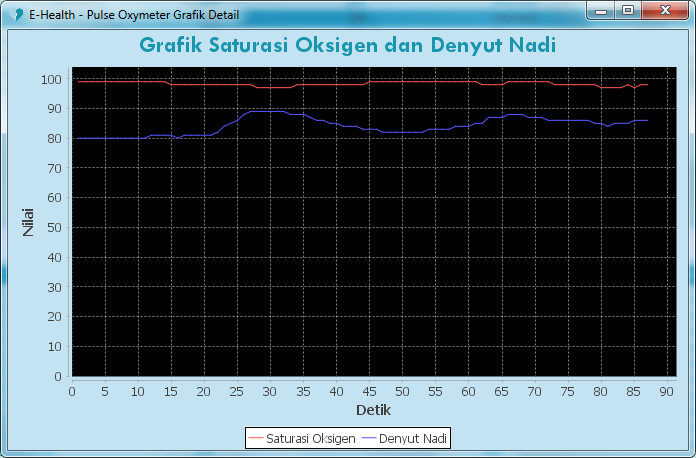 E-Health - Pulse Oxymeter Grafik Detail
Grafik Saturasi Oksigen dan Denyut Nadi
100
90
80
70
60
50
40
30
20
10
0
Nilai
0 5 10 15 20 25 30 35 40 45 50 55 60 65 70 75 80 85 90
Detik
Saturasi Oksigen Denyut Nadi